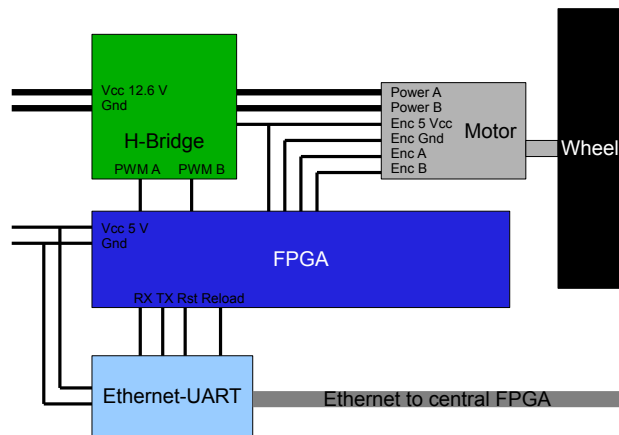 Vcc 12.6 V
Gnd
H-Bridge
PWM A PWM B
Power A
Power B
Enc 5 Vcc
Enc Gnd
Enc A
Enc B
Motor
Wheel
Vcc 5 V
Gnd
FPGA
RX TX Rst Reload
Ethernet-UART
Ethernet to central FPGA